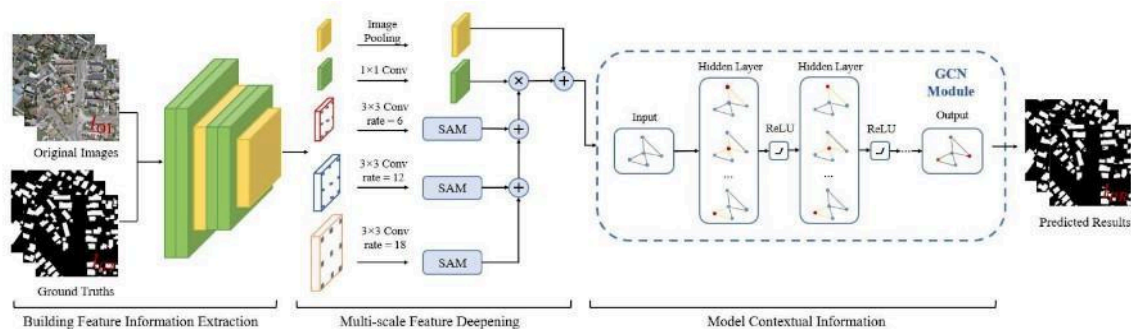 Original Images
Ground Truths
Building Feature Information Extraction
Image
Pooling
1×1 Conv
3×3 Conv
rate = 6
3×3 Conv
rate = 12
3×3 Conv
rate = 18
SAM
SAM
SAM
Multi-scale Feature Deepening
Input
Hidden Layer
...
ReLU
Hidden Layer
...
ReLU
......
GCN
Module
Output
Model Contextual Information
Predicted Results